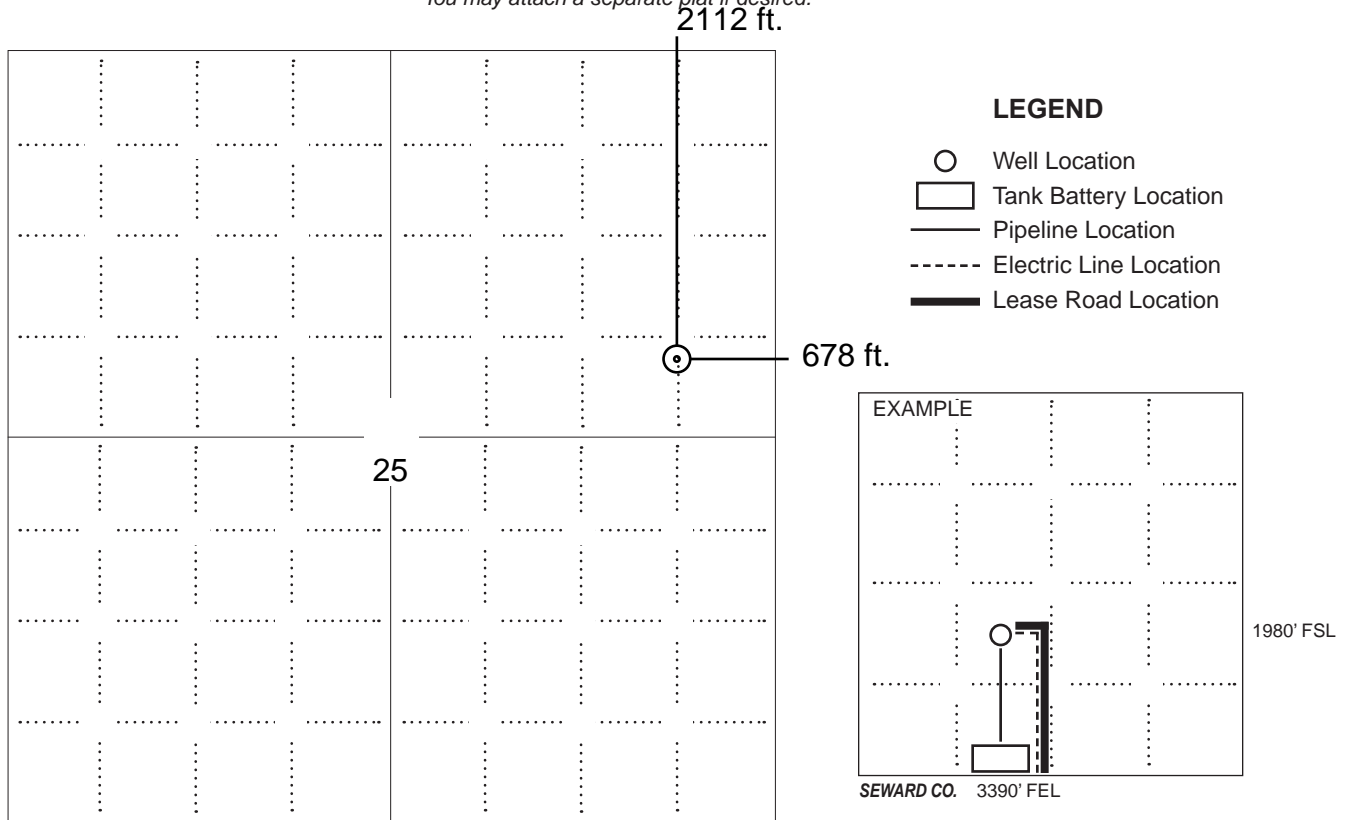 You may attach a separate plat if desired.
2112 ft.
LEGEND
Well Location
Tank Battery Location
Pipeline Location
Electric Line Location
Lease Road Location
678 ft.
EXAMPLE
25
1980' FSL
SEWARD CO. 3390' FEL